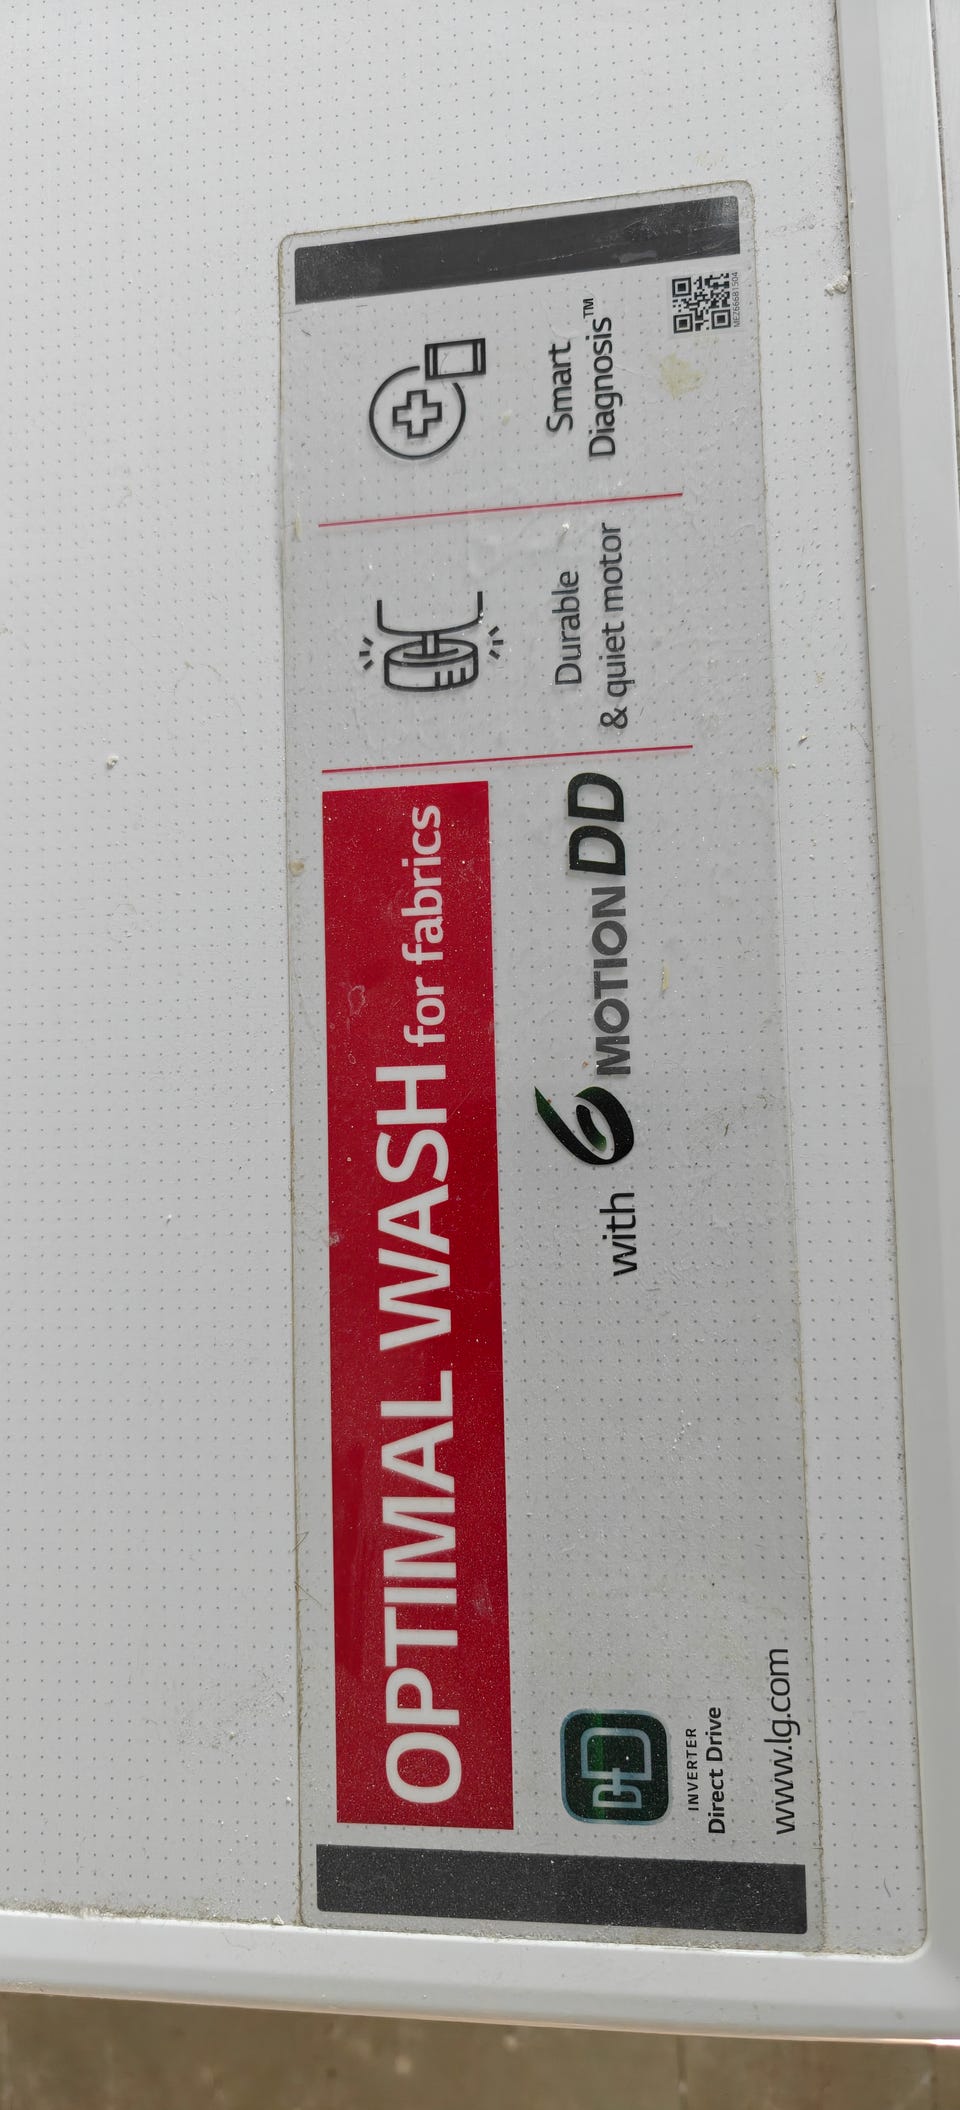 OPTIMAL WASH for fabrics
with 6 MOTION DD
INVERTER
Direct Drive
www.lg.com
Durable
& quiet motor
Smart
Diagnosis™
MEZ66681504